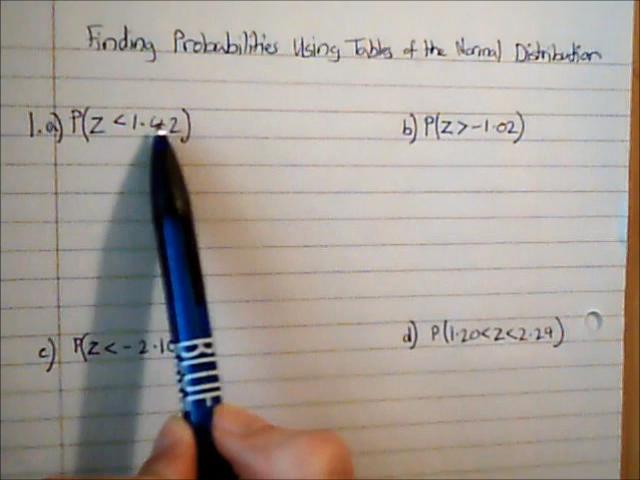 Finding Probabilities Using Tables of the Normal Distribution
1. a) P(Z < 1.42)
b) P(Z > -1.02)
c) P(Z < -2.1
d) P(1.20 < Z < 2.29)
BLUE